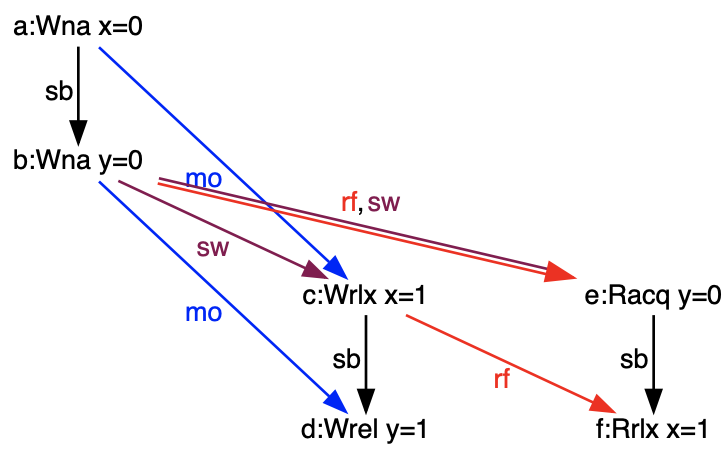 a:Wna x=0
sb
b:Wna y=0
mo
rf,sw
sw
mo
c:Wrlx x=1
e:Racq y=0
sb
rf
sb
d:Wrel y=1
f:Rrlx x=1